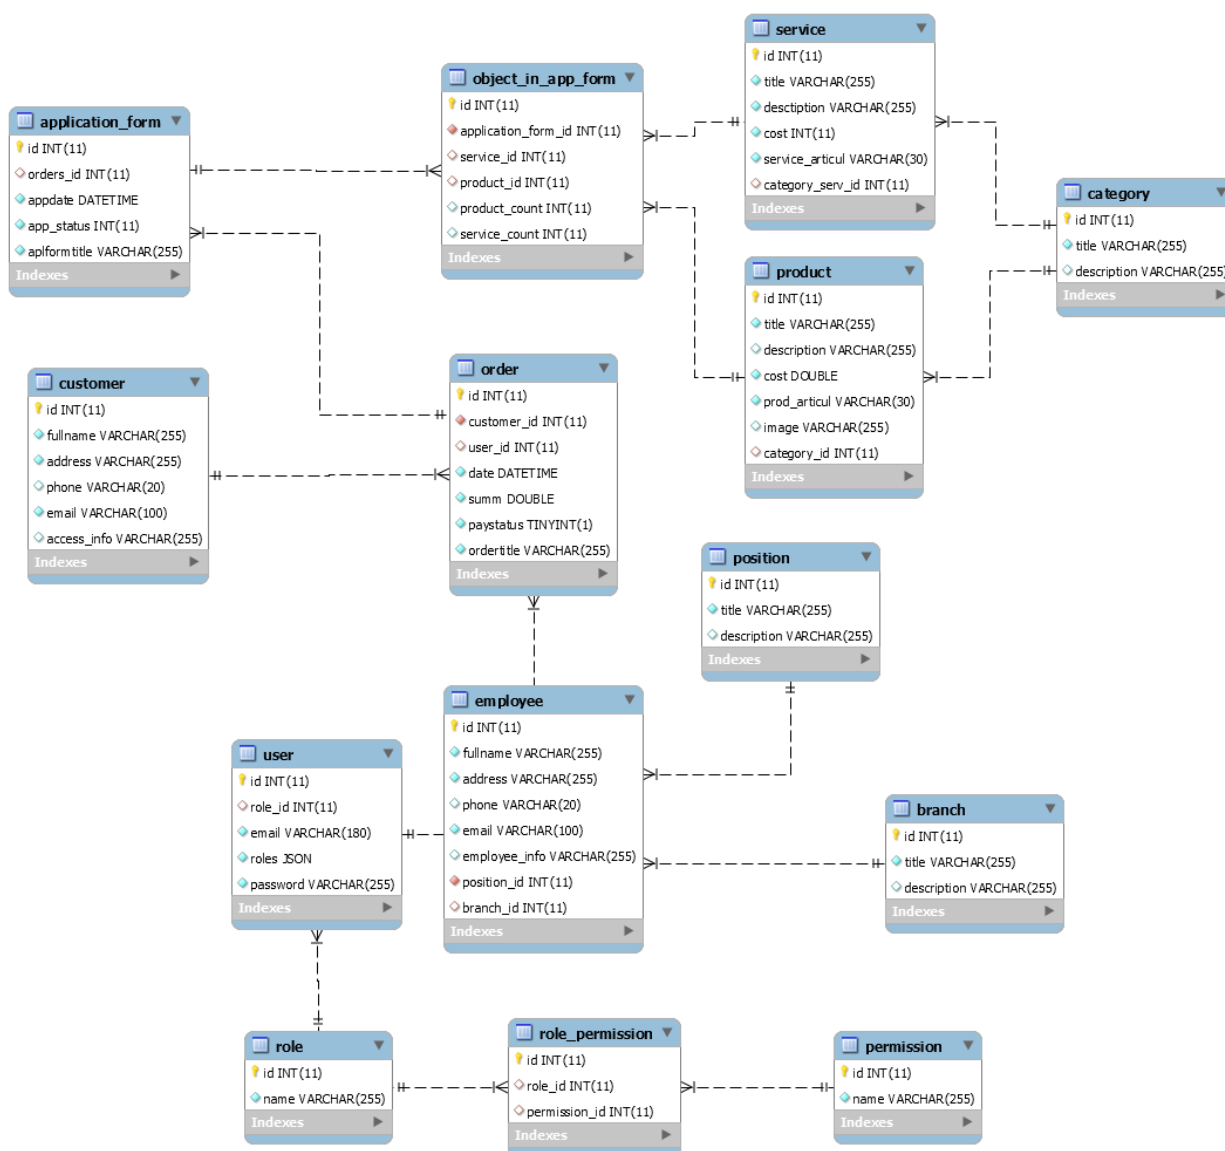 service
id INT(11)
title VARCHAR(255)
desctiption VARCHAR(255)
cost INT(11)
service_articul VARCHAR(30)
category_serv_id INT(11)
Indexes
object_in_app_form
id INT(11)
application_form_id INT(11)
service_id INT(11)
product_id INT(11)
product_count INT(11)
service_count INT(11)
Indexes
application_form
id INT(11)
orders_id INT(11)
appdate DATETIME
app_status INT(11)
aplformtitle VARCHAR(255)
Indexes
category
id INT(11)
title VARCHAR(255)
description VARCHAR(255)
Indexes
product
id INT(11)
title VARCHAR(255)
description VARCHAR(255)
cost DOUBLE
prod_articul VARCHAR(30)
image VARCHAR(255)
category_id INT(11)
Indexes
customer
id INT(11)
fullname VARCHAR(255)
address VARCHAR(255)
phone VARCHAR(20)
email VARCHAR(100)
access_info VARCHAR(255)
Indexes
order
id INT(11)
customer_id INT(11)
user_id INT(11)
date DATETIME
summ DOUBLE
paystatus TINYINT(1)
ordertitle VARCHAR(255)
Indexes
position
id INT(11)
title VARCHAR(255)
description VARCHAR(255)
Indexes
employee
id INT(11)
fullname VARCHAR(255)
address VARCHAR(255)
phone VARCHAR(20)
email VARCHAR(100)
employee_info VARCHAR(255)
position_id INT(11)
branch_id INT(11)
Indexes
user
id INT(11)
role_id INT(11)
email VARCHAR(180)
roles JSON
password VARCHAR(255)
Indexes
branch
id INT(11)
title VARCHAR(255)
description VARCHAR(255)
Indexes
role
id INT(11)
name VARCHAR(255)
Indexes
role_permission
id INT(11)
role_id INT(11)
permission_id INT(11)
Indexes
permission
id INT(11)
name VARCHAR(255)
Indexes